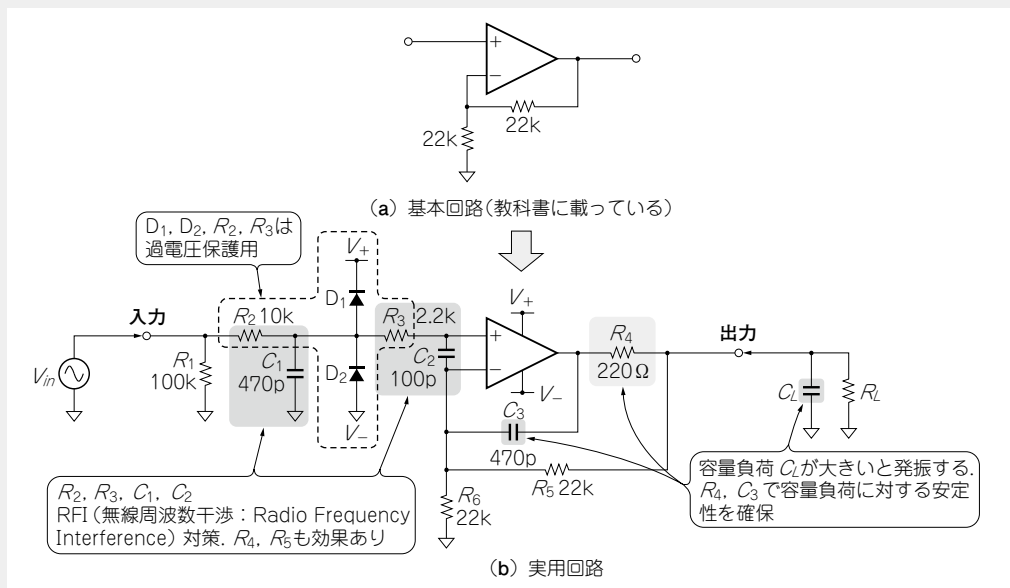 22k
22k
(a) 基本回路(教科書に載っている)
D1, D2, R2, R3は
過電圧保護用
V+
D1
入力
R2 10k
R3 2.2k
V+
R4
220Ω
出力
Vin
R1
100k
C1
470p
D2
V−
C2
100p
V−
CL
RL
C3
470p
R5 22k
R6
22k
R2, R3, C1, C2
RFI(無線周波数干渉:Radio Frequency
Interference)対策. R4, R5も効果あり
容量負荷 CLが大きいと発振する.
R4, C3で容量負荷に対する安定
性を確保
(b) 実用回路